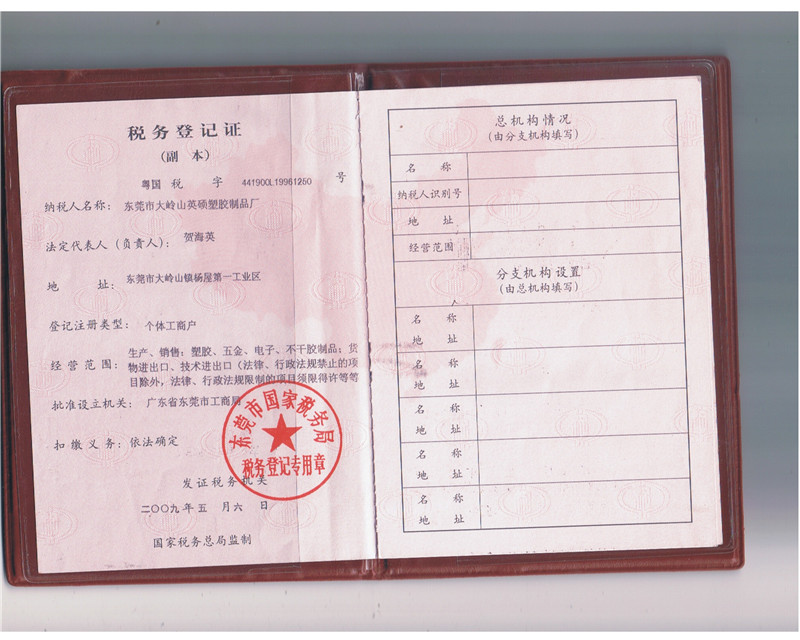 税务登记证
(副 本)
粤国 税 字 441900L19961250 号
纳税人名称: 东莞市大岭山英硕塑胶制品厂
法定代表人(负责人): 贺海英
地 址: 东莞市大岭山镇杨屋第一工业区
登记注册类型: 个体工商户
经营范围: 生产、销售:塑胶、五金、电子、不干胶制品;货
物进出口、技术进出口(法律、行政法规禁止的项
目除外,法律、行政法规限制的项目须限得许等等
批准设立机关: 广东省东莞市工商局
扣缴义务: 依法确定
东莞市国家税务局
税务登记专用章
发证税务机关
二〇〇九年五 月六 日
国家税务总局监制
总机构情况
(由分支机构填写)
名 称
纳税人识别号
地 址
经营范围
分支机构设置
(由总机构填写)
名 称
地 址
名 称
地 址
名 称
地 址
名 称
地 址
名 称
地 址